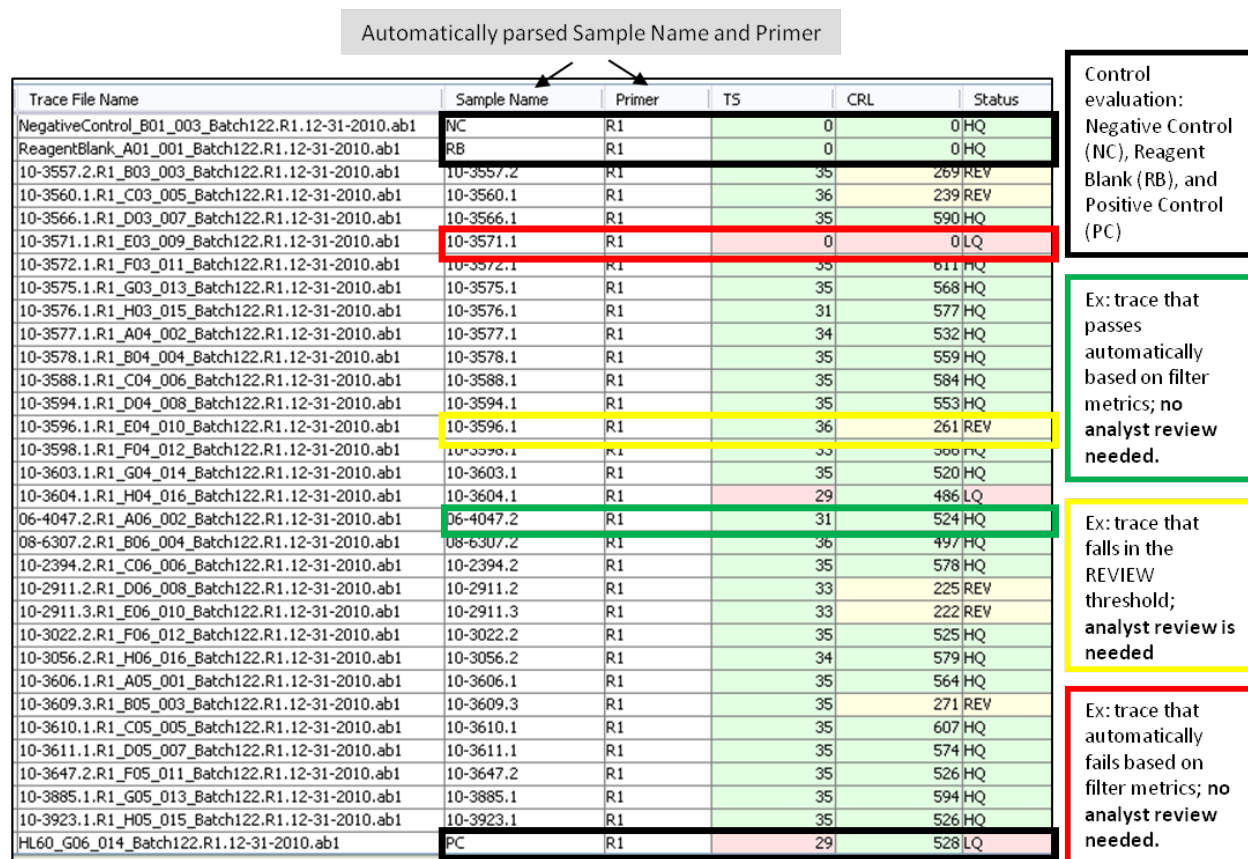 Automatically parsed Sample Name and Primer
Trace File Name Sample Name Primer TS CRL Status
NegativeControl_B01_003_Batch122.R1.12-31-2010.ab1 NC R1 0 0 HQ
ReagentBlank_A01_001_Batch122.R1.12-31-2010.ab1 RB R1 0 0 HQ
10-3557.2.R1_B03_003_Batch122.R1.12-31-2010.ab1 10-3557.2 R1 35 269 REV
10-3560.1.R1_C03_005_Batch122.R1.12-31-2010.ab1 10-3560.1 R1 36 239 REV
10-3566.1.R1_D03_007_Batch122.R1.12-31-2010.ab1 10-3566.1 R1 35 590 HQ
10-3571.1.R1_E03_009_Batch122.R1.12-31-2010.ab1 10-3571.1 R1 0 0 LQ
10-3572.1.R1_F03_011_Batch122.R1.12-31-2010.ab1 10-3572.1 R1 35 611 HQ
10-3575.1.R1_G03_013_Batch122.R1.12-31-2010.ab1 10-3575.1 R1 35 568 HQ
10-3576.1.R1_H03_015_Batch122.R1.12-31-2010.ab1 10-3576.1 R1 31 577 HQ
10-3577.1.R1_A04_002_Batch122.R1.12-31-2010.ab1 10-3577.1 R1 34 532 HQ
10-3578.1.R1_B04_004_Batch122.R1.12-31-2010.ab1 10-3578.1 R1 35 559 HQ
10-3588.1.R1_C04_006_Batch122.R1.12-31-2010.ab1 10-3588.1 R1 35 584 HQ
10-3594.1.R1_D04_008_Batch122.R1.12-31-2010.ab1 10-3594.1 R1 35 553 HQ
10-3596.1.R1_E04_010_Batch122.R1.12-31-2010.ab1 10-3596.1 R1 36 261 REV
10-3598.1.R1_F04_012_Batch122.R1.12-31-2010.ab1 10-3598.1 R1 33 HQ
10-3603.1.R1_G04_014_Batch122.R1.12-31-2010.ab1 10-3603.1 R1 35 520 HQ
10-3604.1.R1_H04_016_Batch122.R1.12-31-2010.ab1 10-3604.1 R1 29 486 LQ
06-4047.2.R1_A06_002_Batch122.R1.12-31-2010.ab1 06-4047.2 R1 31 524 HQ
08-6307.2.R1_B06_004_Batch122.R1.12-31-2010.ab1 08-6307.2 R1 36 497 HQ
10-2394.2.R1_C06_006_Batch122.R1.12-31-2010.ab1 10-2394.2 R1 35 578 HQ
10-2911.2.R1_D06_008_Batch122.R1.12-31-2010.ab1 10-2911.2 R1 33 225 REV
10-2911.3.R1_E06_010_Batch122.R1.12-31-2010.ab1 10-2911.3 R1 33 222 REV
10-3022.2.R1_F06_012_Batch122.R1.12-31-2010.ab1 10-3022.2 R1 35 525 HQ
10-3056.2.R1_H06_016_Batch122.R1.12-31-2010.ab1 10-3056.2 R1 34 579 HQ
10-3606.1.R1_A05_001_Batch122.R1.12-31-2010.ab1 10-3606.1 R1 35 564 HQ
10-3609.3.R1_B05_003_Batch122.R1.12-31-2010.ab1 10-3609.3 R1 35 271 REV
10-3610.1.R1_C05_005_Batch122.R1.12-31-2010.ab1 10-3610.1 R1 35 607 HQ
10-3611.1.R1_D05_007_Batch122.R1.12-31-2010.ab1 10-3611.1 R1 35 574 HQ
10-3647.2.R1_F05_011_Batch122.R1.12-31-2010.ab1 10-3647.2 R1 35 526 HQ
10-3885.1.R1_G05_013_Batch122.R1.12-31-2010.ab1 10-3885.1 R1 35 594 HQ
10-3923.1.R1_H05_015_Batch122.R1.12-31-2010.ab1 10-3923.1 R1 35 526 HQ
HL60_G06_014_Batch122.R1.12-31-2010.ab1 PC R1 29 528 LQ
Control
evaluation:
Negative Control
(NC), Reagent
Blank (RB), and
Positive Control
(PC)
Ex: trace that
passes
automatically
based on filter
metrics; no
analyst review
needed.
Ex: trace that
falls in the
REVIEW
threshold;
analyst review is
needed
Ex: trace that
automatically
fails based on
filter metrics; no
analyst review
needed.